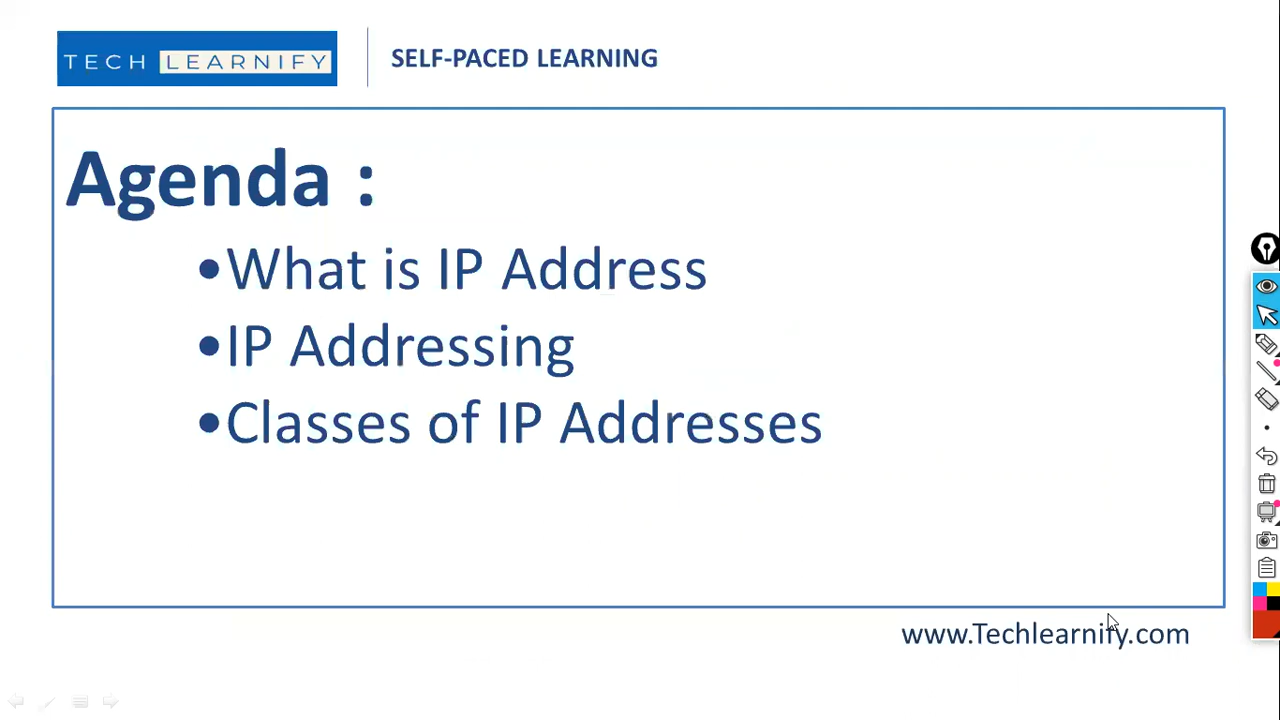 TECH LEARNIFY
SELF-PACED LEARNING
Agenda :
•What is IP Address
•IP Addressing
•Classes of IP Addresses
www.Techlearnify.com